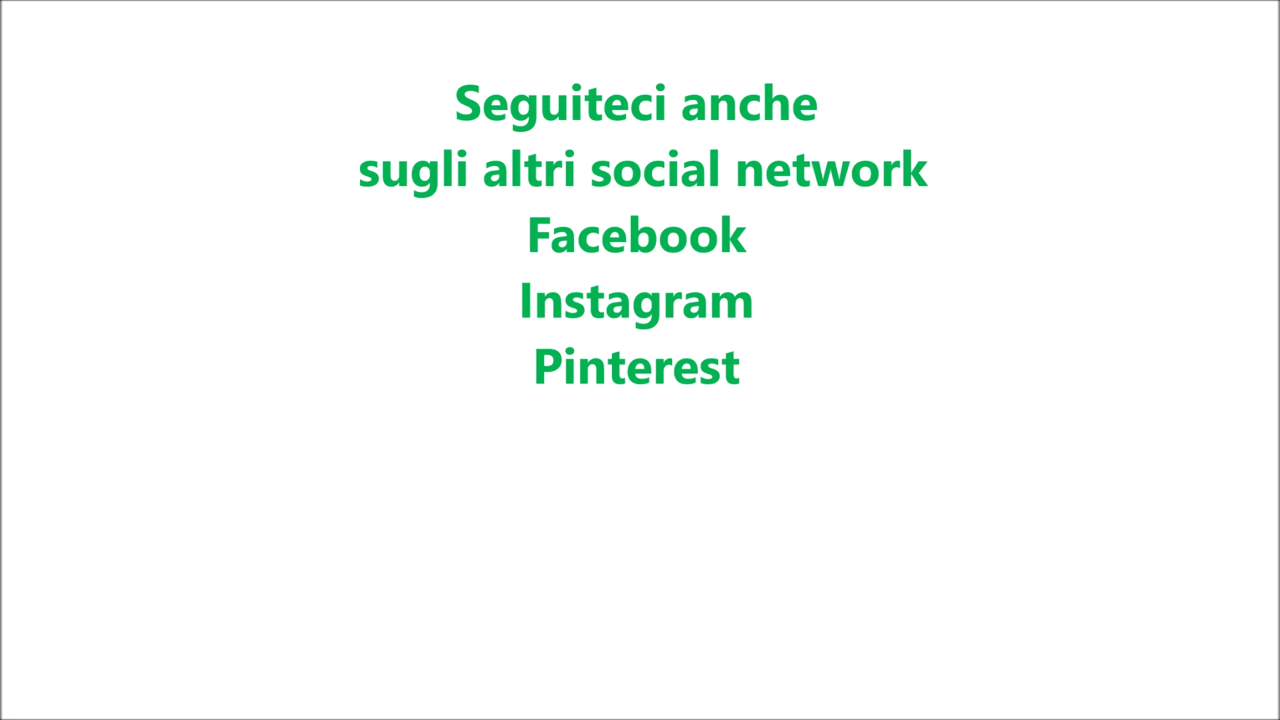 Seguiteci anche
sugli altri social network
Facebook
Instagram
Pinterest